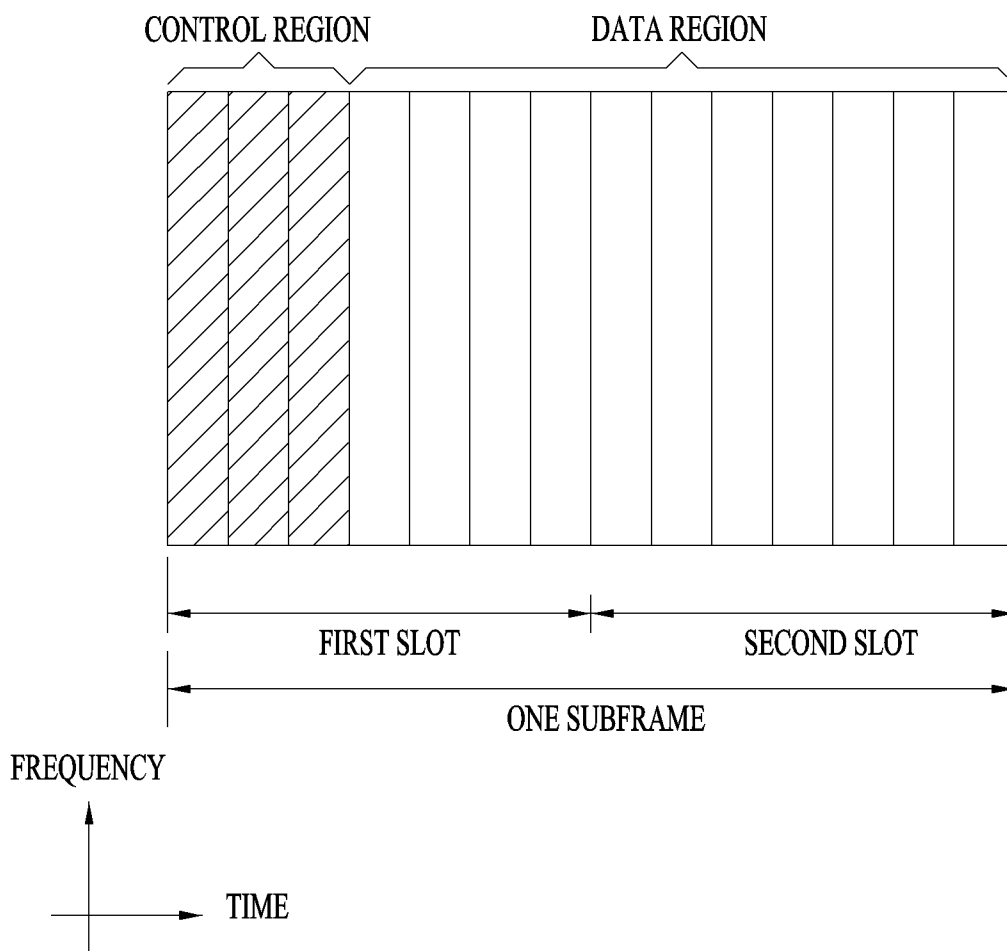 CONTROL REGION
DATA REGION
FIRST SLOT
SECOND SLOT
ONE SUBFRAME
FREQUENCY
TIME